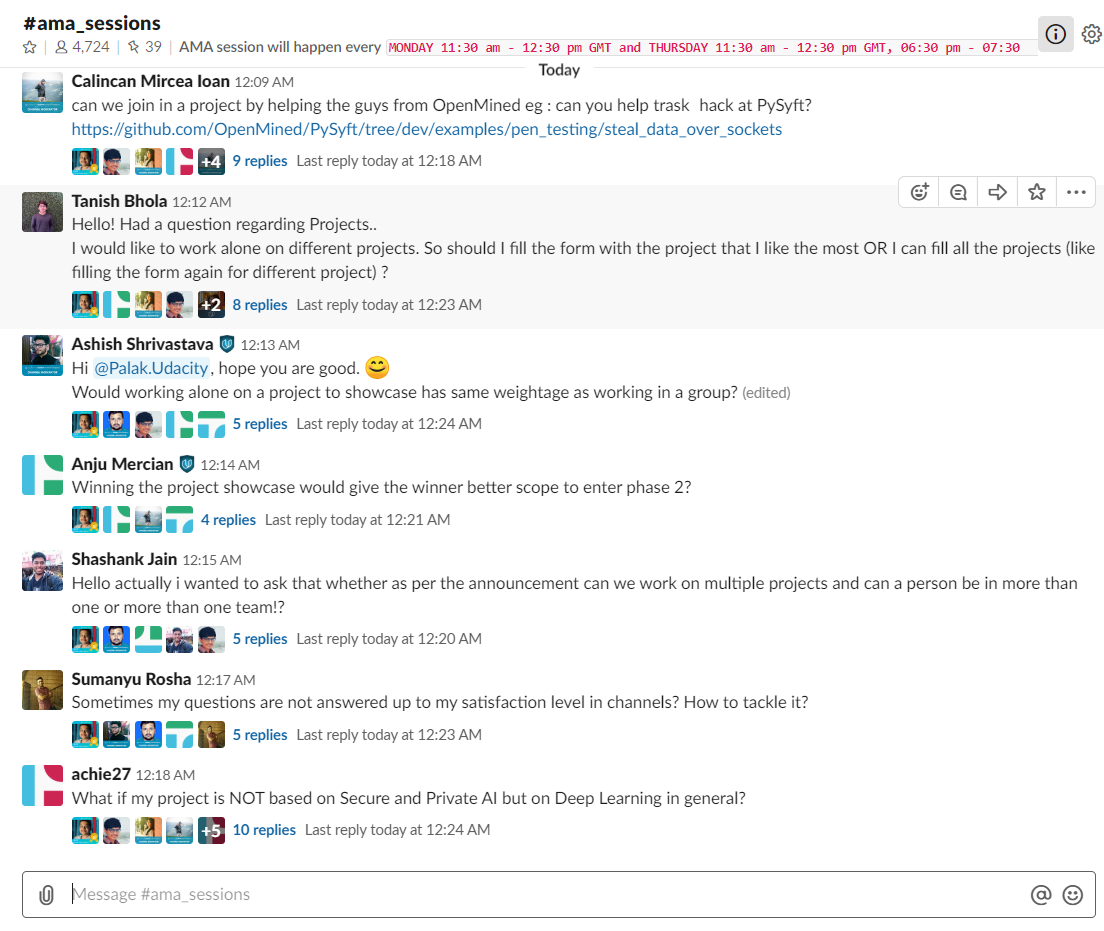 #ama_sessions
4,724 | 39 | AMA session will happen every MONDAY 11:30 am - 12:30 pm GMT and THURSDAY 11:30 am - 12:30 pm GMT, 06:30 pm - 07:30
Today
Calincan Mircea Ioan 12:09 AM
can we join in a project by helping the guys from OpenMined eg : can you help trask  hack at PySyft?
https://github.com/OpenMined/PySyft/tree/dev/examples/pen_testing/steal_data_over_sockets
+4 9 replies Last reply today at 12:18 AM
Tanish Bhola 12:12 AM
Hello! Had a question regarding Projects..
I would like to work alone on different projects. So should I fill the form with the project that I like the most OR I can fill all the projects (like
filling the form again for different project) ?
+2 8 replies Last reply today at 12:23 AM
Ashish Shrivastava 12:13 AM
Hi @Palak.Udacity, hope you are good. 😊
Would working alone on a project to showcase has same weightage as working in a group? (edited)
5 replies Last reply today at 12:24 AM
Anju Mercian 12:14 AM
Winning the project showcase would give the winner better scope to enter phase 2?
4 replies Last reply today at 12:21 AM
Shashank Jain 12:15 AM
Hello actually i wanted to ask that whether as per the announcement can we work on multiple projects and can a person be in more than
one or more than one team!?
5 replies Last reply today at 12:20 AM
Sumanyu Rosha 12:17 AM
Sometimes my questions are not answered up to my satisfaction level in channels? How to tackle it?
5 replies Last reply today at 12:23 AM
achie27 12:18 AM
What if my project is NOT based on Secure and Private AI but on Deep Learning in general?
+5 10 replies Last reply today at 12:24 AM
Message #ama_sessions